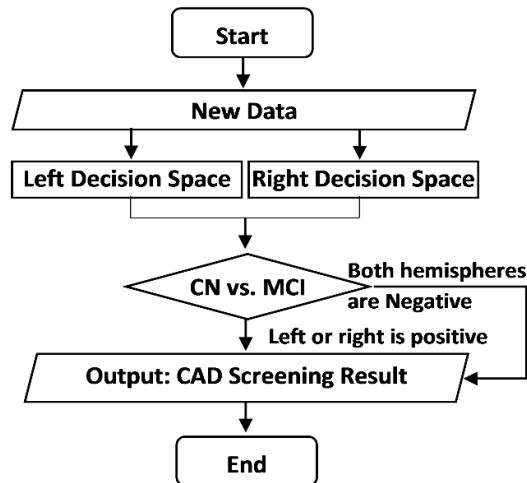 Start
New Data
Left Decision Space
Right Decision Space
CN vs. MCI
Both hemispheres
are Negative
Left or right is positive
Output: CAD Screening Result
End